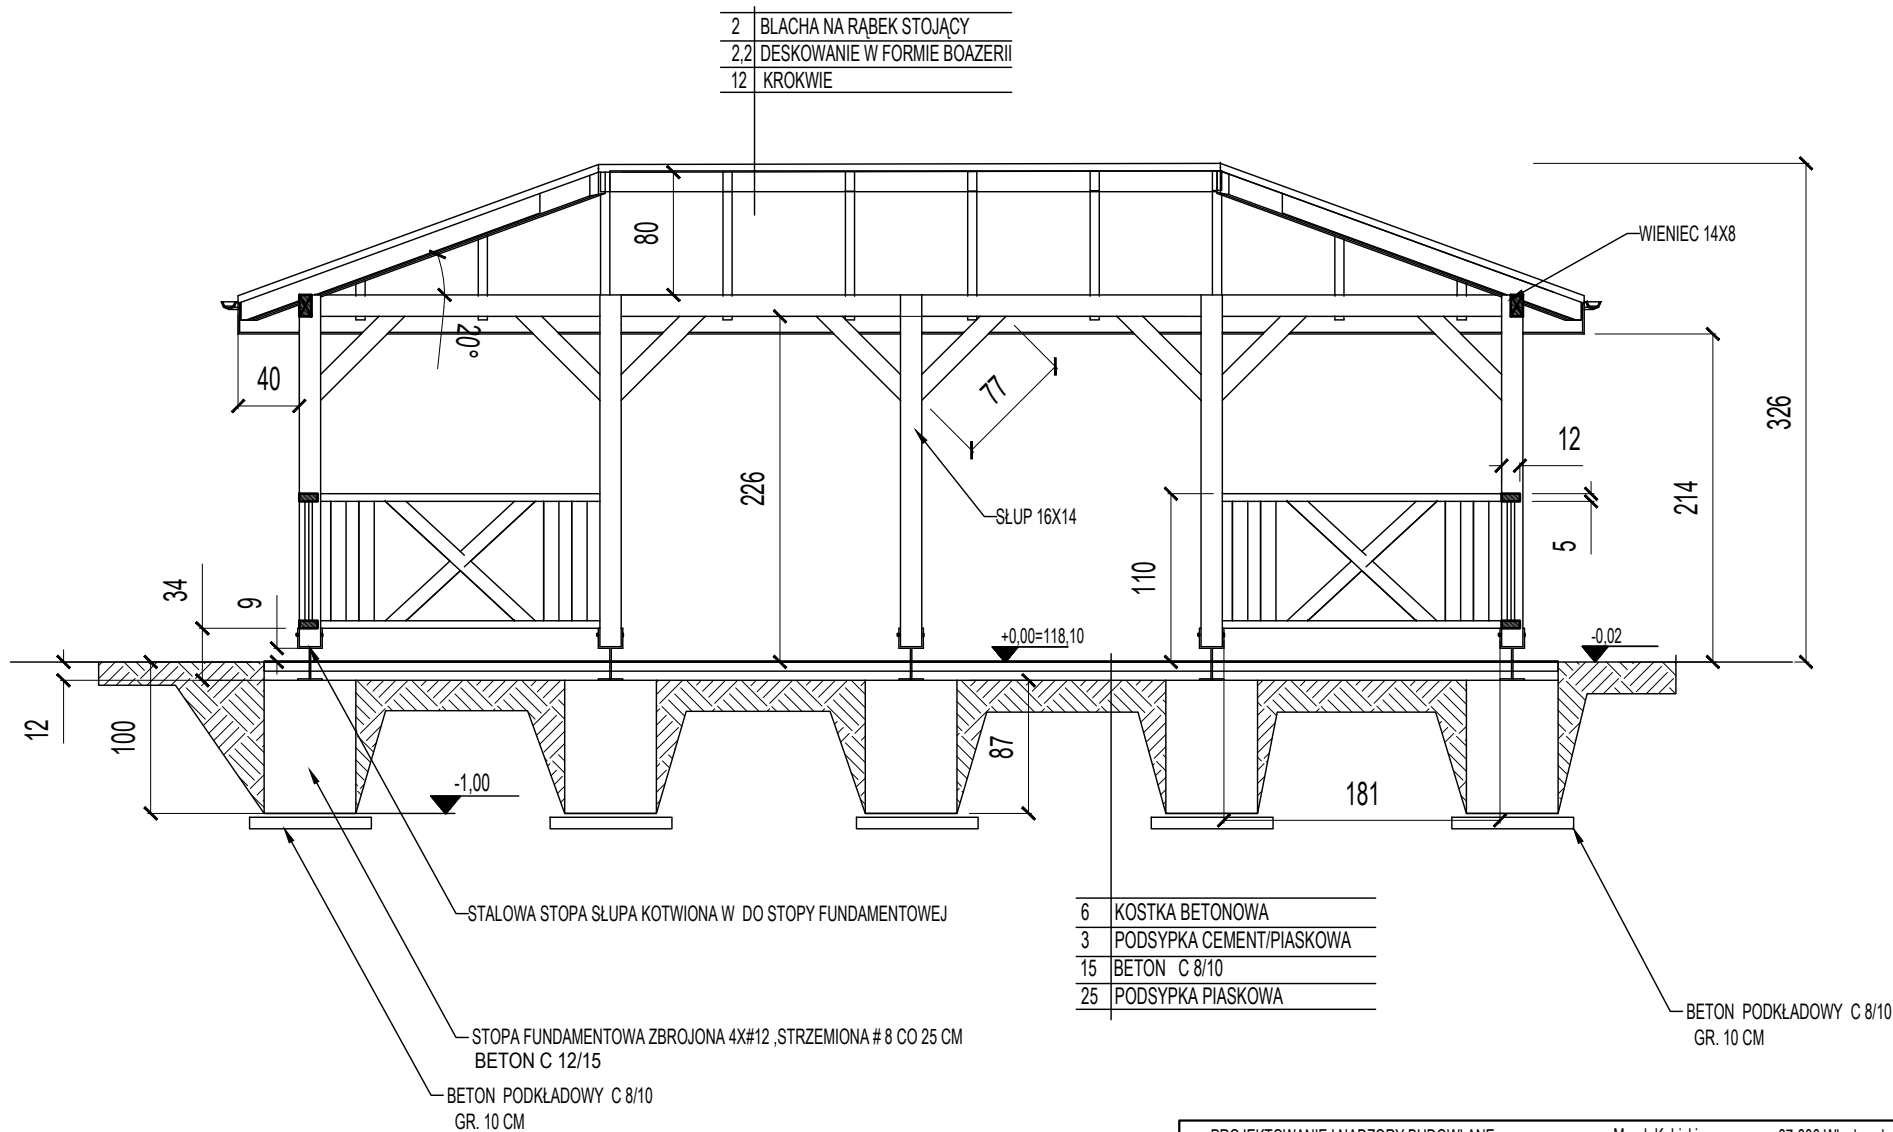 2 BLACHA NA RĄBEK STOJĄCY
2,2 DESKOWANIE W FORMIE BOAZERII
12 KROKWIE
80
WIENIEC 14X8
20°
40
77
326
12
226
214
SŁUP 16X14
5
110
34
9
+0,00=118,10
-0,02
12
100
87
-1,00
181
STALOWA STOPA SŁUPA KOTWIONA W DO STOPY FUNDAMENTOWEJ
6 KOSTKA BETONOWA
3 PODSYPKA CEMENT/PIASKOWA
15 BETON C 8/10
25 PODSYPKA PIASKOWA
BETON PODKŁADOWY C 8/10
GR. 10 CM
STOPA FUNDAMENTOWA ZBROJONA 4X#12 ,STRZEMIONA # 8 CO 25 CM
BETON C 12/15
BETON PODKŁADOWY C 8/10
GR. 10 CM